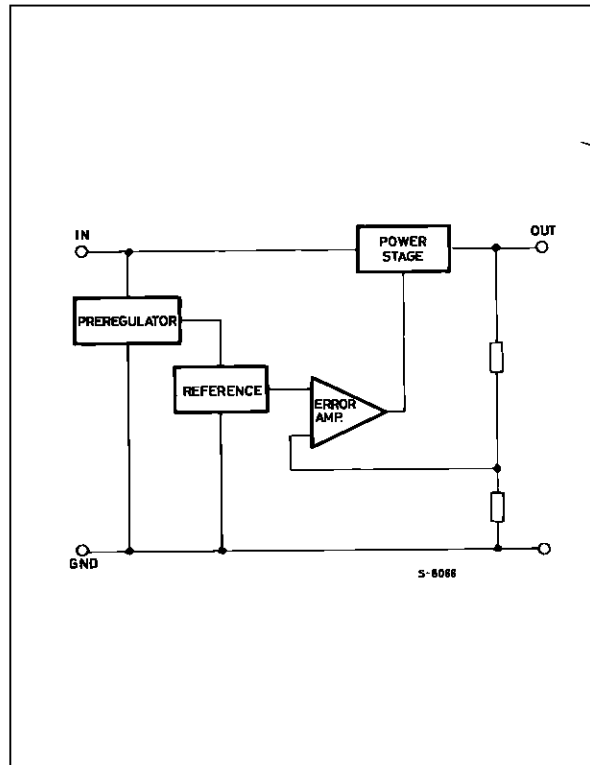 IN
OUT
POWER
STAGE
PREREGULATOR
REFERENCE
ERROR
AMP.
GND
S-6066